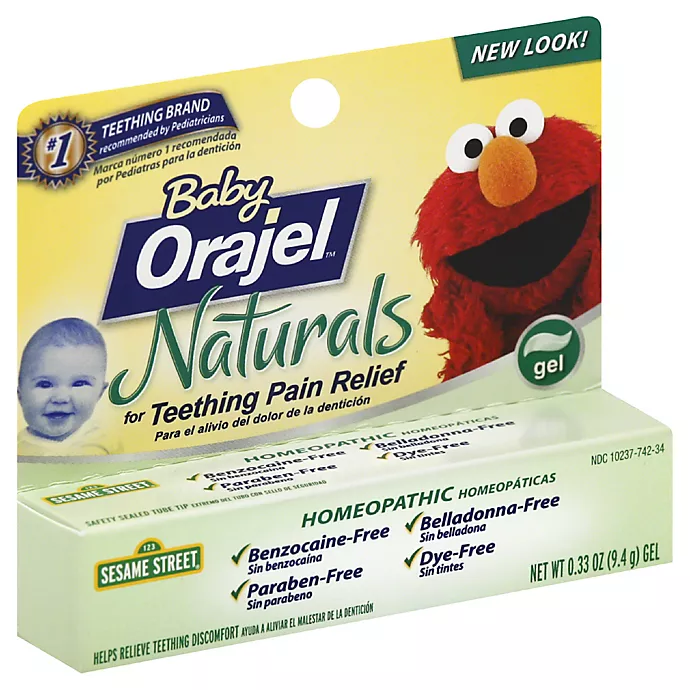 NEW LOOK!
#1
TEETHING BRAND
recommended by Pediatricians
Marca número 1 recomendada
por Pediatras para la dentición
Baby
Orajel™
Naturals
gel
for Teething Pain Relief
Para el alivio del dolor de la dentición
HOMEOPATHIC HOMEOPÁTICAS
✓Benzocaine-Free ✓Belladonna-Free
Sin benzocaína Sin belladona
✓Paraben-Free ✓Dye-Free
Sin parabeno Sin tintes
NDC 10237-742-34
123
SESAME STREET
SAFETY SEALED TUBE TIP EXTREMO DEL TUBO CON SELLO DE SEGURIDAD
HOMEOPATHIC HOMEOPÁTICAS
✓Benzocaine-Free ✓Belladonna-Free
Sin benzocaína Sin belladona
✓Paraben-Free ✓Dye-Free
Sin parabeno Sin tintes
123
SESAME STREET
NET WT 0.33 OZ (9.4 g) GEL
HELPS RELIEVE TEETHING DISCOMFORT AYUDA A ALIVIAR EL MALESTAR DE LA DENTICIÓN